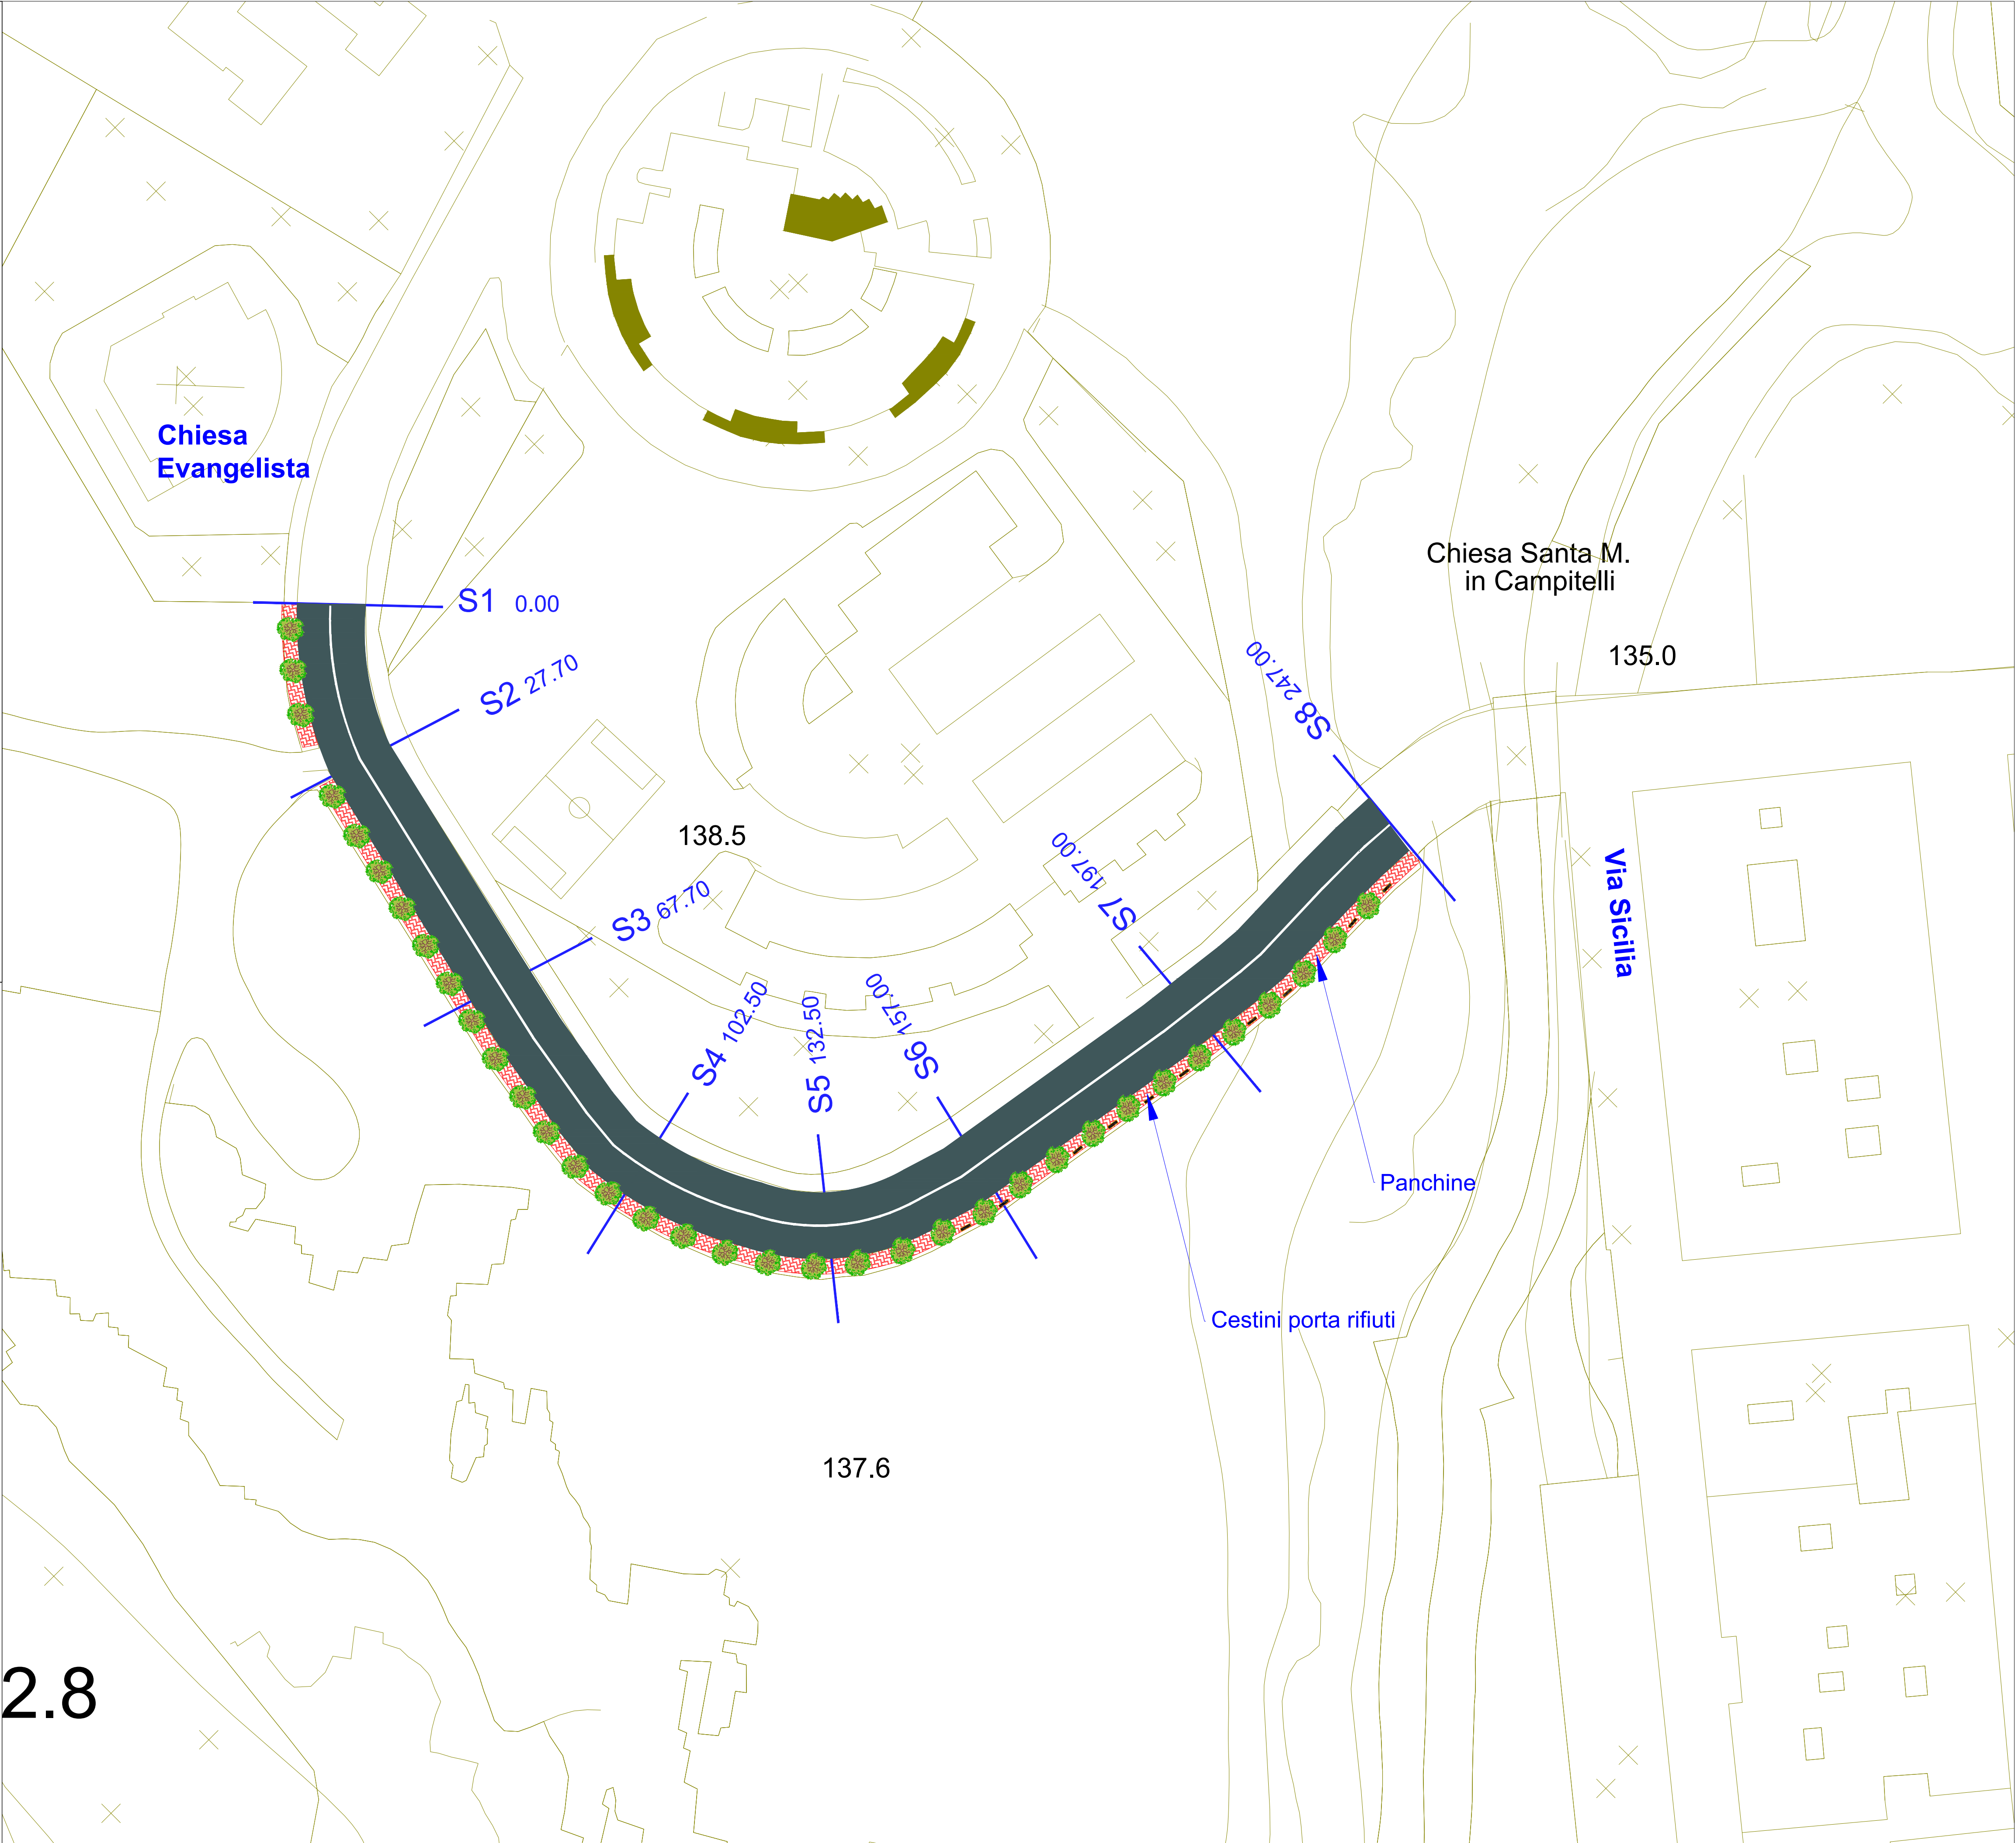 Chiesa
Evangelista
S1 0.00
S2 27.70
Chiesa Santa M.
in Campitelli
135.0
S8 247.00
138.5
S3 67.70
S7 197.00
Via Sicilia
S4 102.50
S5 132.50
S6 157.00
Panchine
Cestini porta rifiuti
137.6
2.8